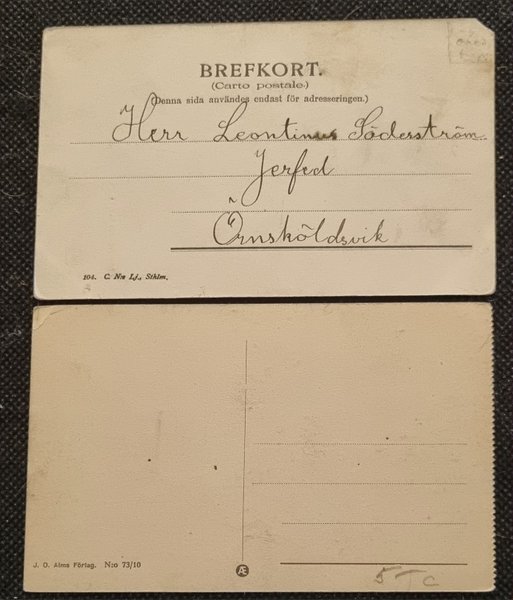 BREFKORT.
(Carte postale.)
(Denna sida användes endast för adresseringen.)
Herr Leontinus Söderström
Jerfed
Örnsköldsvik
104. C. N:s Lj., Sthlm.
J. O. Alms Förlag. N:o 73/10
Æ
5 T C